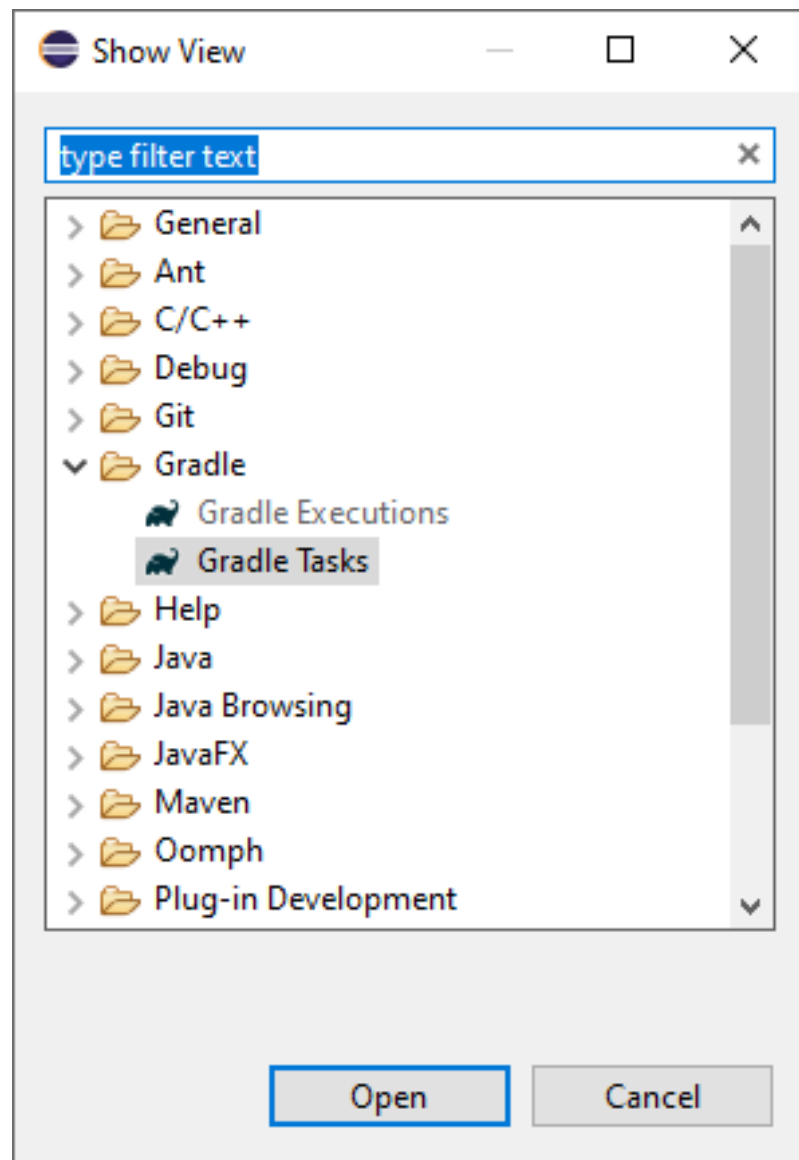 Show View
type filter text
General
Ant
C/C++
Debug
Git
Gradle
Gradle Executions
Gradle Tasks
Help
Java
Java Browsing
JavaFX
Maven
Oomph
Plug-in Development
Open Cancel